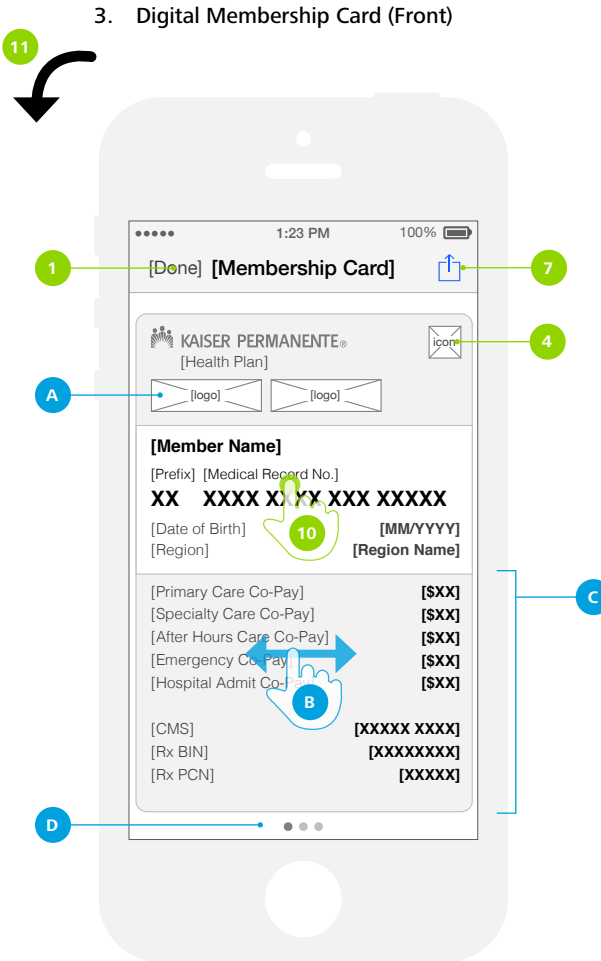 3. Digital Membership Card (Front)
11
1:23 PM 100%
1 [Done] [Membership Card] 7
KAISER PERMANENTE® icon 4
[Health Plan]
A [logo] [logo]
[Member Name]
[Prefix] [Medical Record No.]
XX XXXX XXXX XXX XXXXX
[Date of Birth] 10 [MM/YYYY]
[Region] [Region Name]
[Primary Care Co-Pay] [$XX]
C
[Specialty Care Co-Pay] [$XX]
[After Hours Care Co-Pay] [$XX]
[Emergency Co-Pay] [$XX]
[Hospital Admit Co-Pay] [$XX]
B
[CMS] [XXXXX XXXX]
[Rx BIN] [XXXXXXXX]
[Rx PCN] [XXXXX]
D